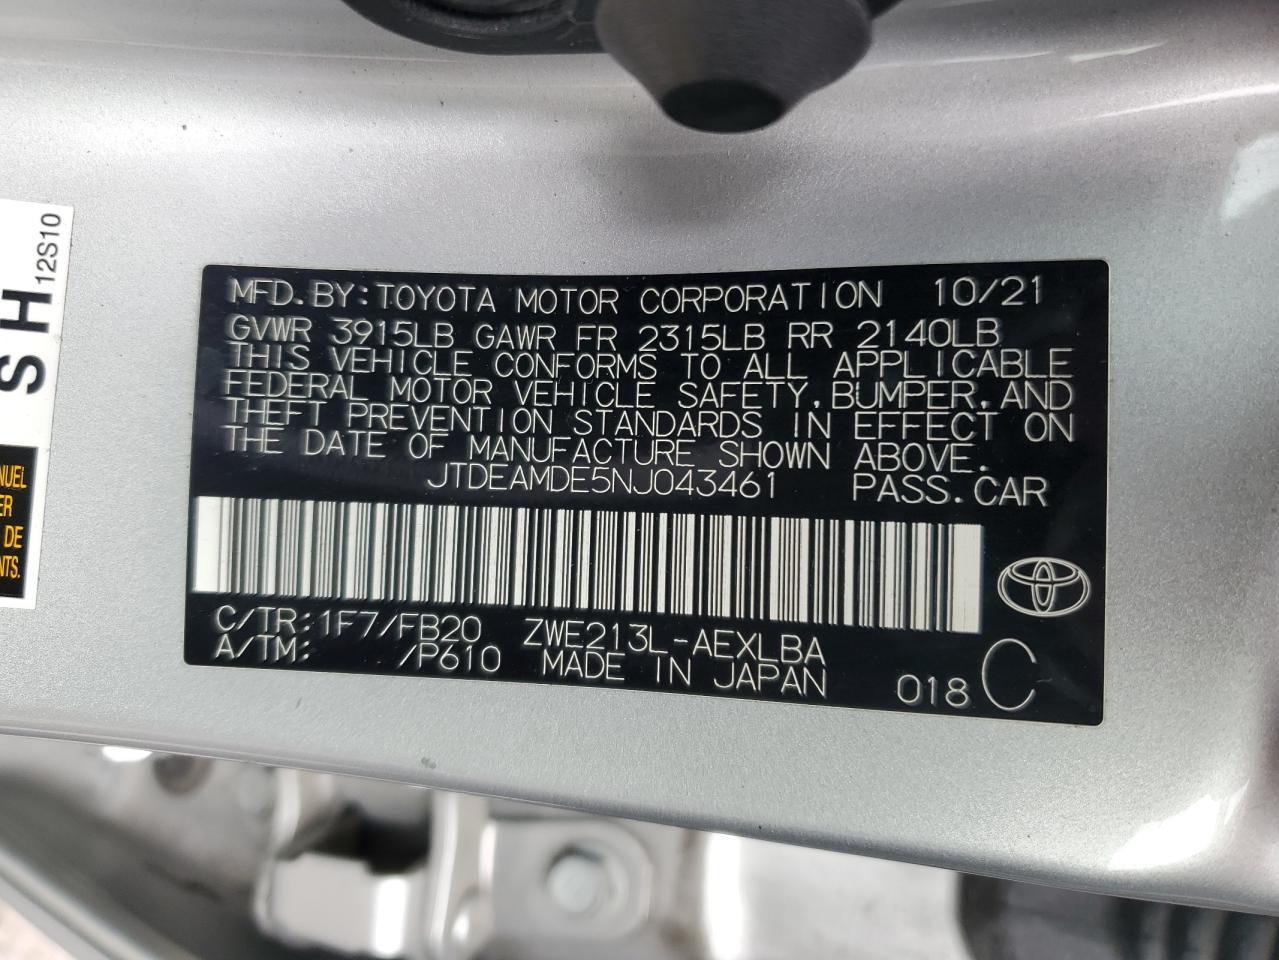 MFD.BY:TOYOTA MOTOR CORPORATION 10/21
GVWR 3915LB GAWR FR 2315LB RR 2140LB
THIS VEHICLE CONFORMS TO ALL APPLICABLE
FEDERAL MOTOR VEHICLE SAFETY, BUMPER, AND
THEFT PREVENTION STANDARDS IN EFFECT ON
THE DATE OF MANUFACTURE SHOWN ABOVE.
JTDEAMDE5NJ043461 PASS.CAR
C/TR:1F7/FB20 ZWE213L-AEXLBA
A/TM: /P610 MADE IN JAPAN 018 C
S H 12S10
NUEL
ER
DE
NTS.